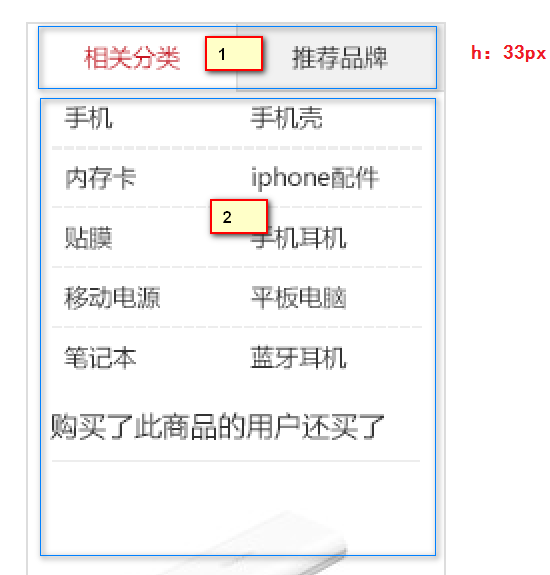 相关分类 1 推荐品牌 h: 33px
手机 手机壳
内存卡 iphone配件
2
贴膜 手机耳机
移动电源 平板电脑
笔记本 蓝牙耳机
购买了此商品的用户还买了